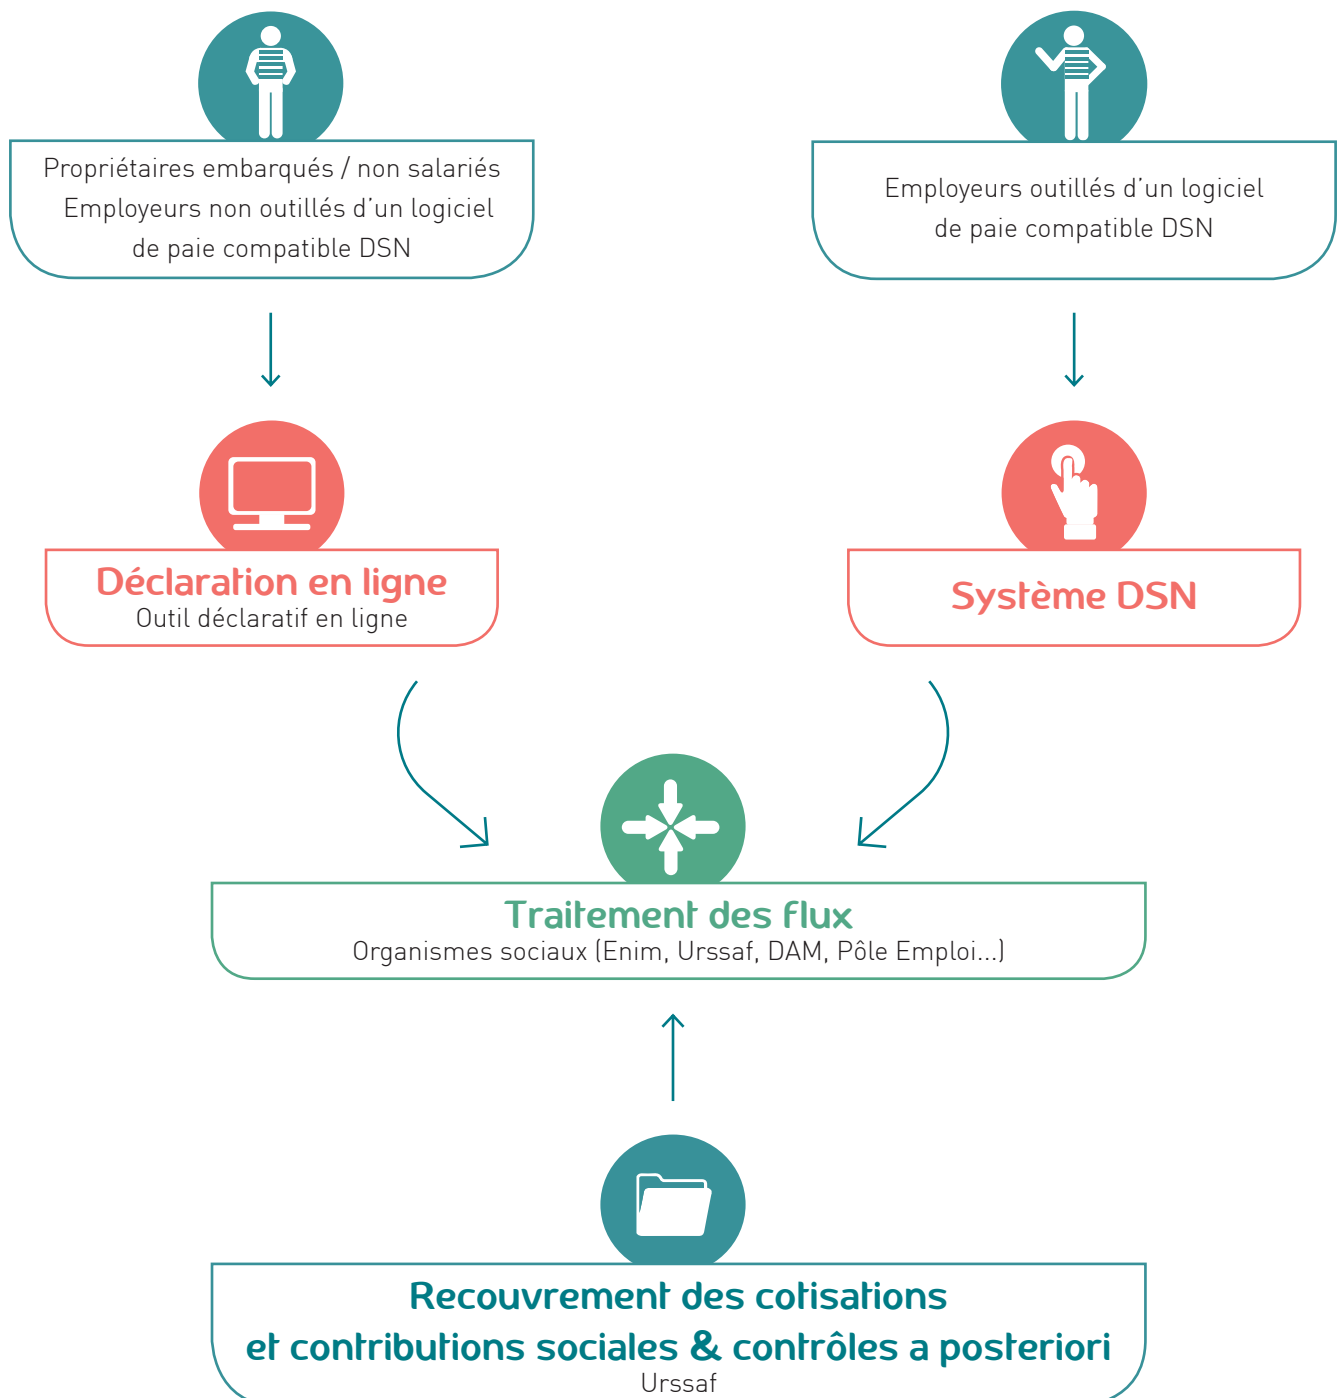 Propriétaires embarqués / non salariés
Employeurs non outillés d’un logiciel
de paie compatible DSN
Employeurs outillés d’un logiciel
de paie compatible DSN
Déclaration en ligne
Outil déclaratif en ligne
Système DSN
Traitement des flux
Organismes sociaux (Enim, Urssaf, DAM, Pôle Emploi...)
Recouvrement des cotisations
et contributions sociales & contrôles a posteriori
Urssaf